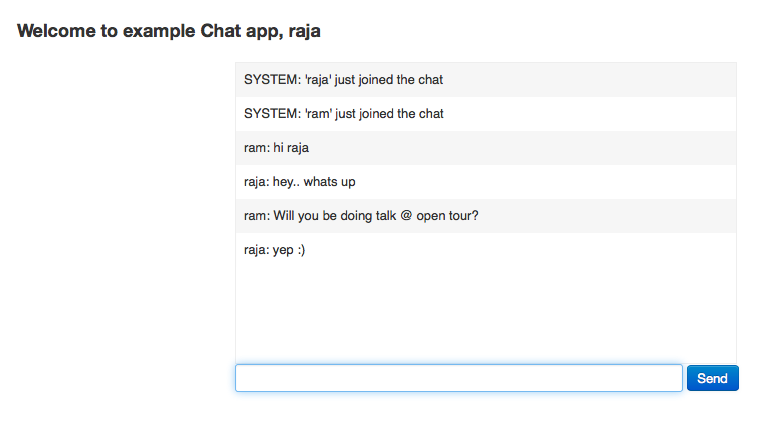 Welcome to example Chat app, raja
SYSTEM: 'raja' just joined the chat
SYSTEM: 'ram' just joined the chat
ram: hi raja
raja: hey.. whats up
ram: Will you be doing talk @ open tour?
raja: yep :)
Send